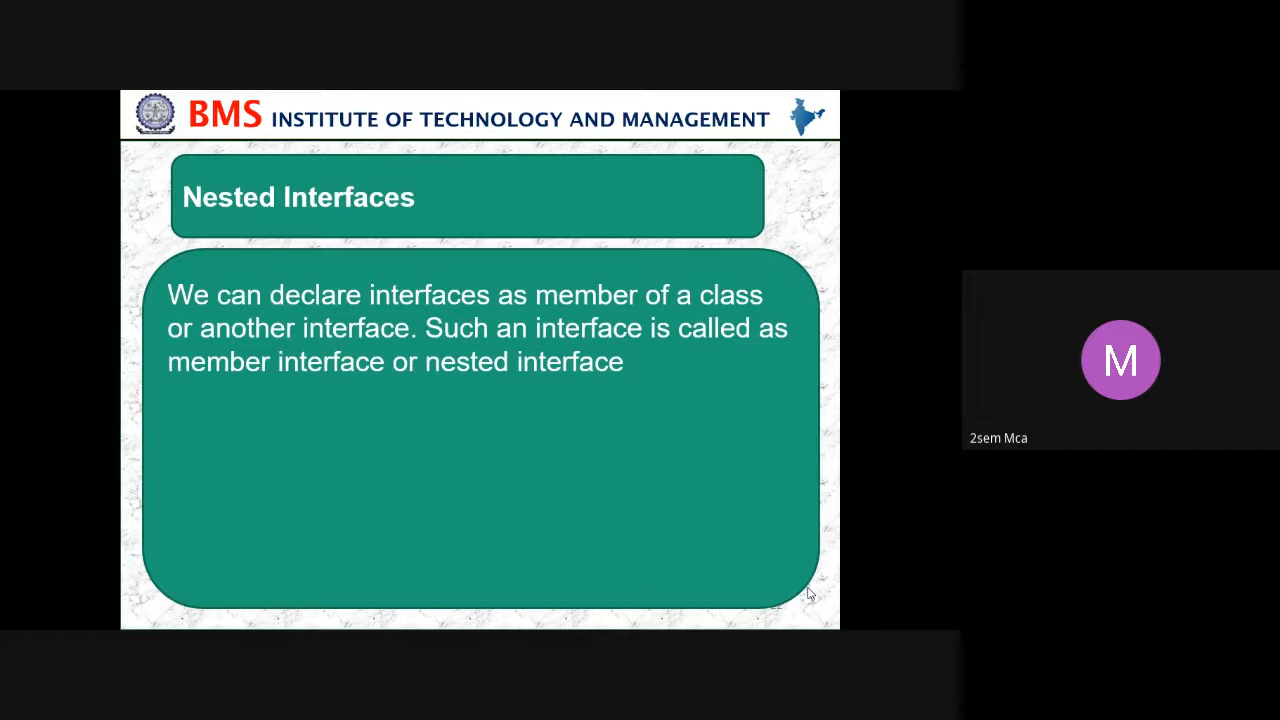 BMS INSTITUTE OF TECHNOLOGY AND MANAGEMENT
Nested Interfaces
We can declare interfaces as member of a class
or another interface. Such an interface is called as
member interface or nested interface
M
2sem Mca